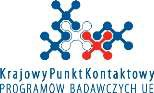 KrajowyPunktKontaktowy
PROGRAMÓW BADAWCZYCH UE